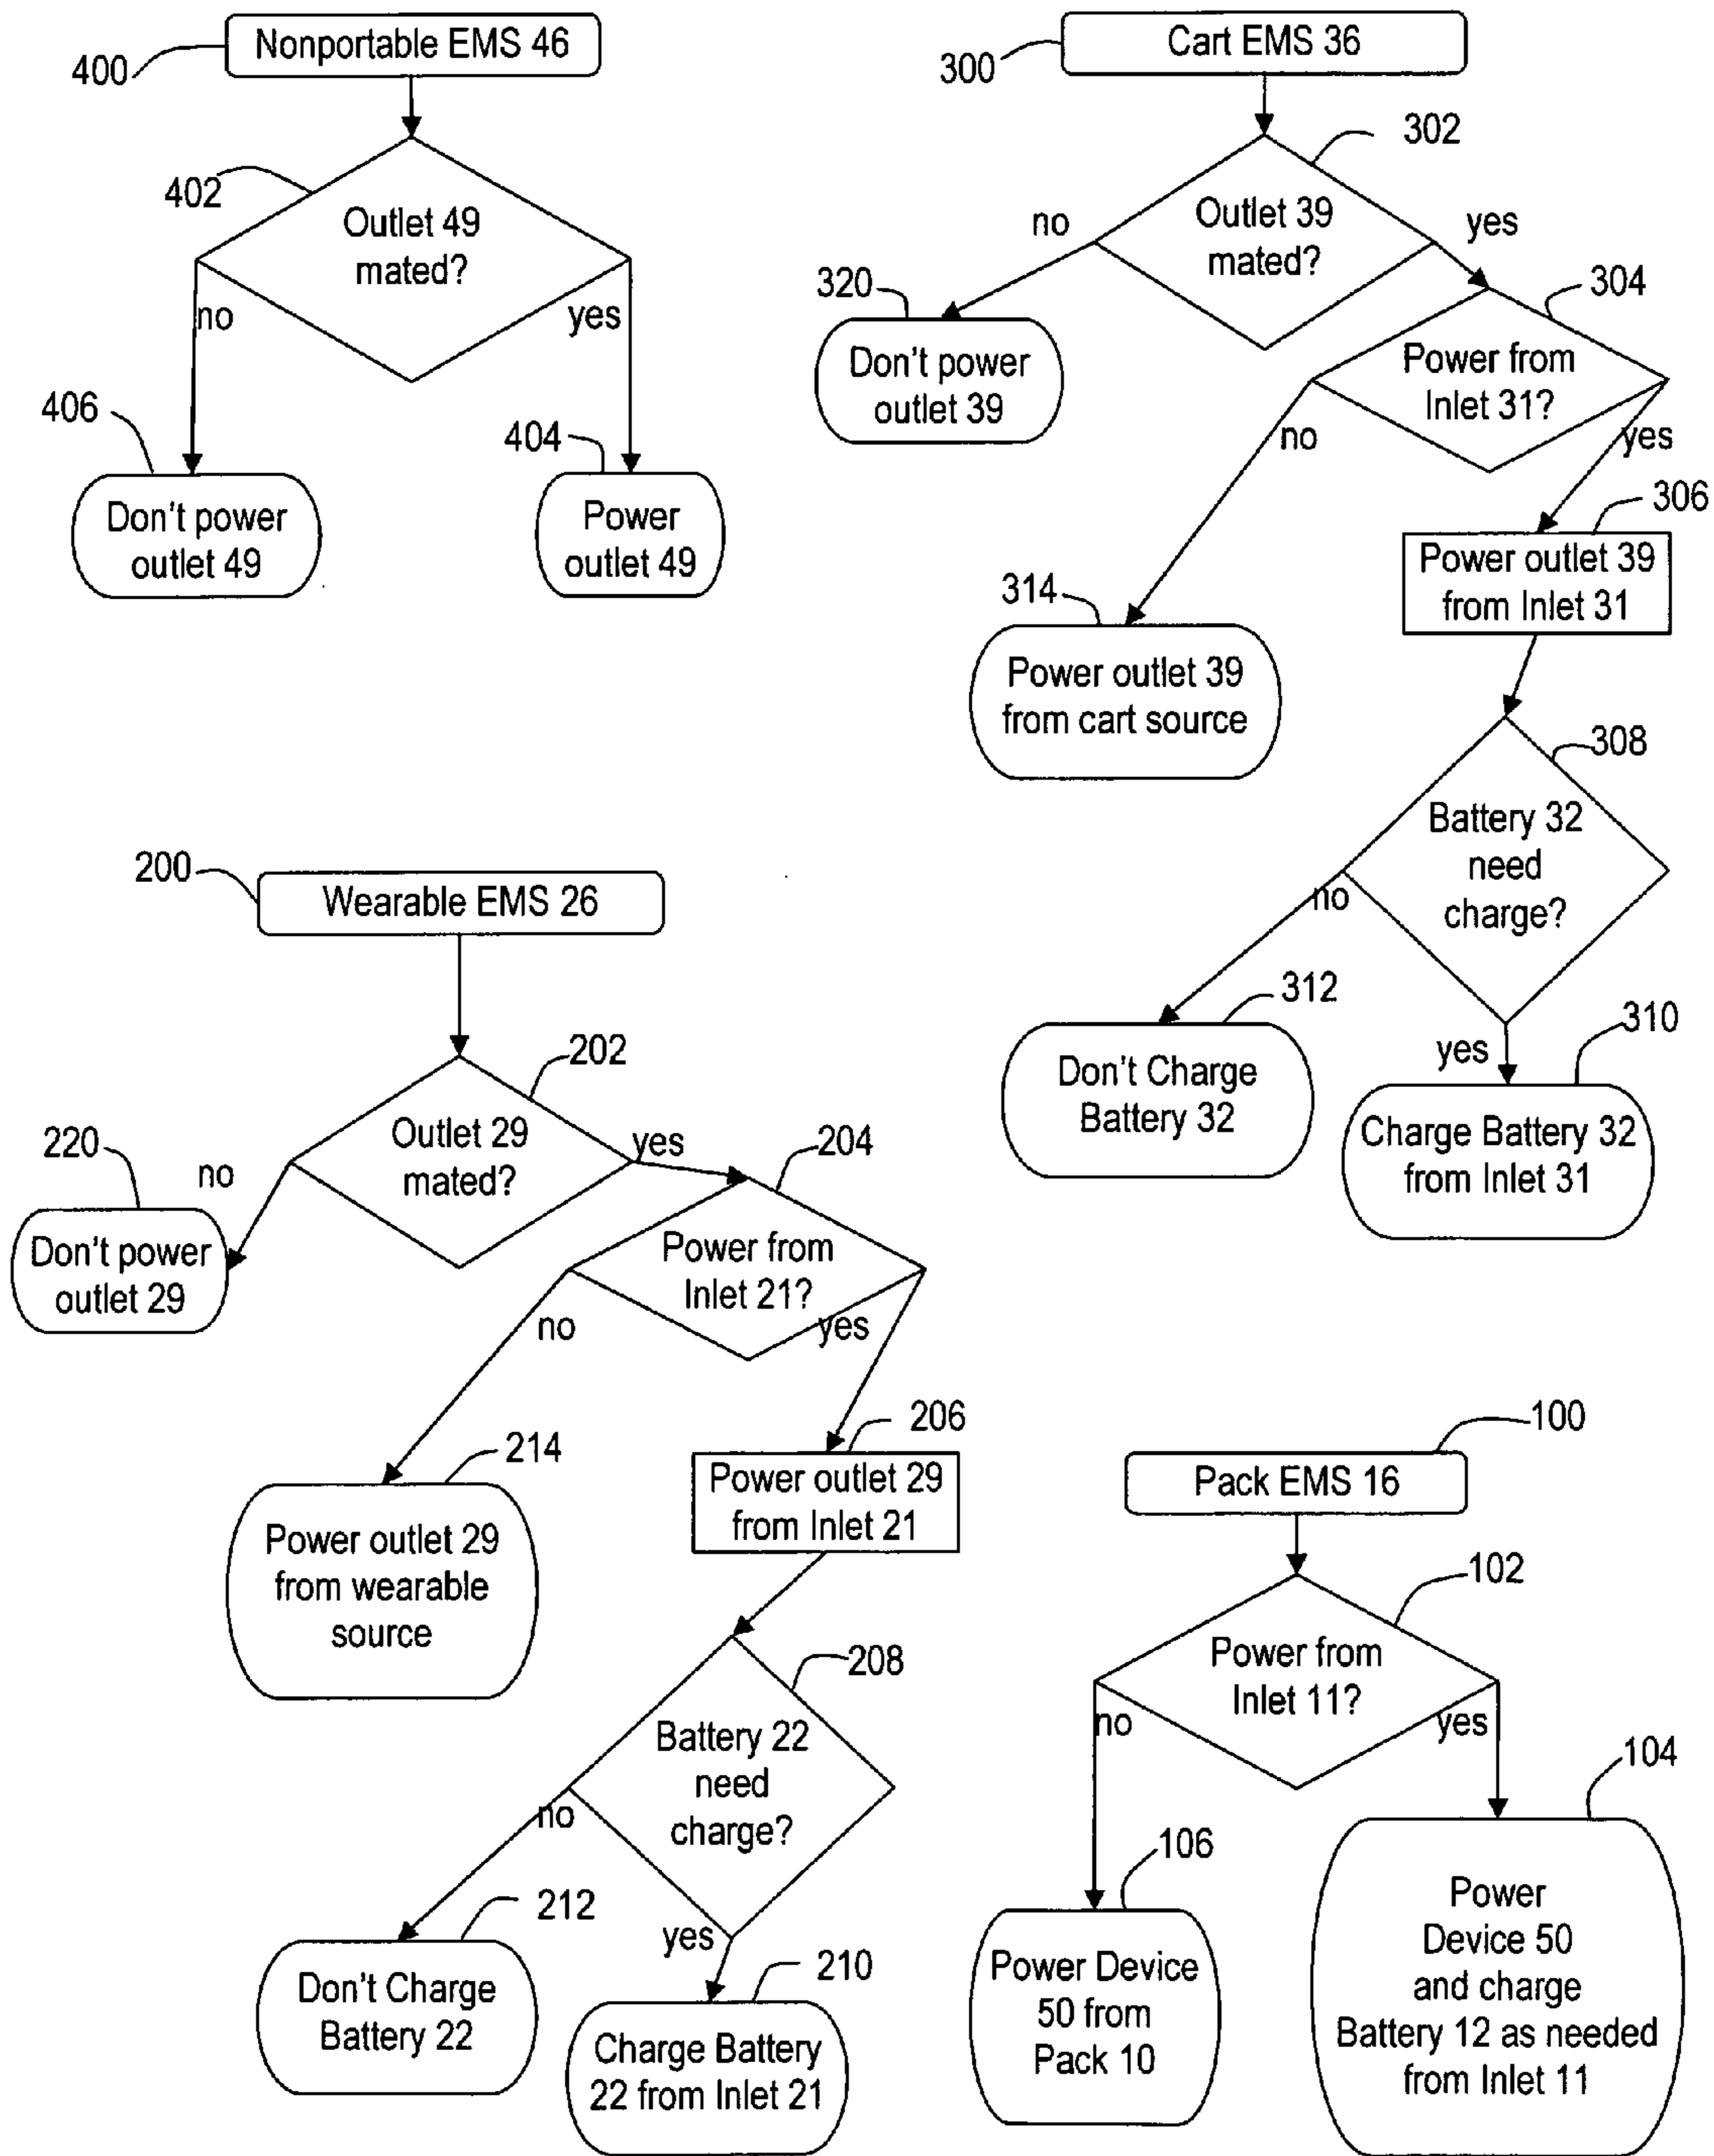 Nonportable EMS 46
400
402
Outlet 49
mated?
no
yes
406
404
Don't power
outlet 49
Power
outlet 49
Cart EMS 36
300
302
Outlet 39
mated?
no
yes
320
304
Don't power
outlet 39
Power from
Inlet 31?
no
yes
306
Power outlet 39
from Inlet 31
314
Power outlet 39
from cart source
308
Battery 32
need
charge?
no
312
310
yes
Don't Charge
Battery 32
Charge Battery 32
from Inlet 31
200
Wearable EMS 26
202
Outlet 29
mated?
220
no
yes
204
Don't power
outlet 29
Power from
Inlet 21?
no
yes
206
214
Power outlet 29
from Inlet 21
Power outlet 29
from wearable
source
208
Battery 22
need
charge?
no
212
yes
210
Don't Charge
Battery 22
Charge Battery
22 from Inlet 21
100
Pack EMS 16
102
Power from
Inlet 11?
no
yes
104
106
Power Device
50 from
Pack 10
Power
Device 50
and charge
Battery 12 as needed
from Inlet 11